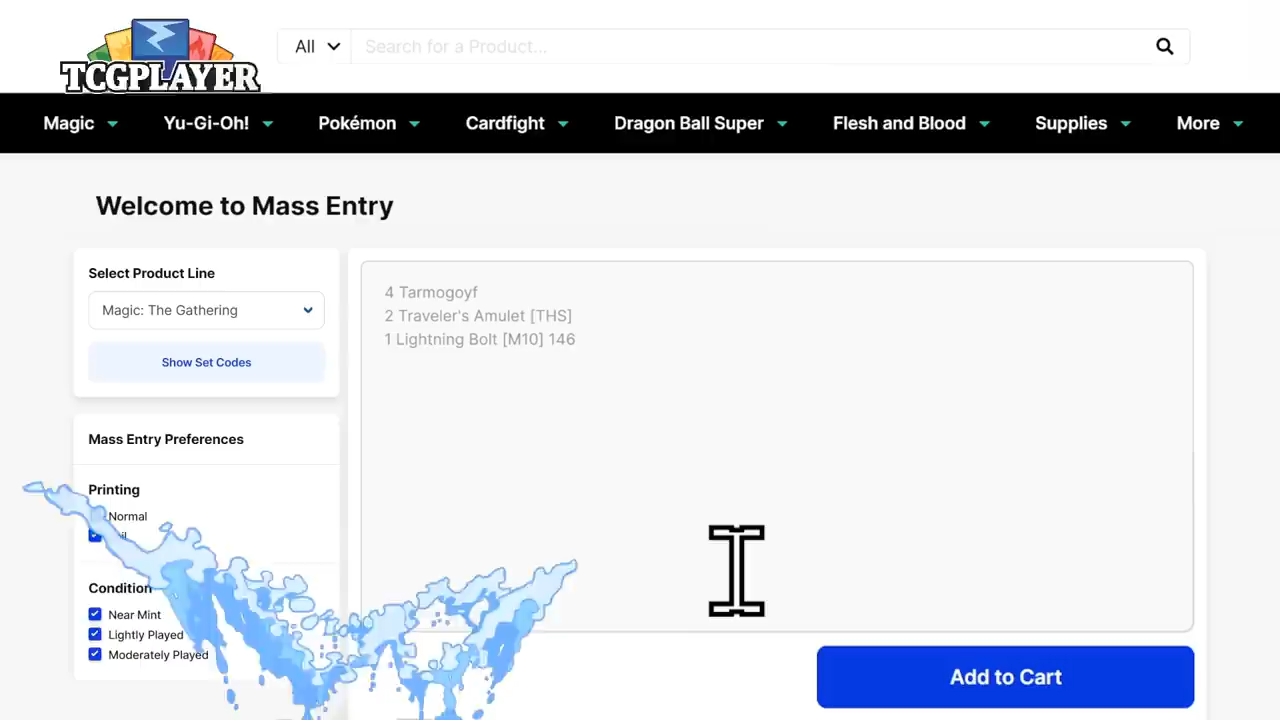 TCGPLAYER
All
Search for a Product...
Magic Yu-Gi-Oh! Pokémon Cardfight Dragon Ball Super Flesh and Blood Supplies More
Welcome to Mass Entry
Select Product Line
Magic: The Gathering
Show Set Codes
Mass Entry Preferences
Printing
Normal
Condition
Near Mint
Lightly Played
Moderately Played
4 Tarmogoyf
2 Traveler's Amulet [THS]
1 Lightning Bolt [M10] 146
Add to Cart